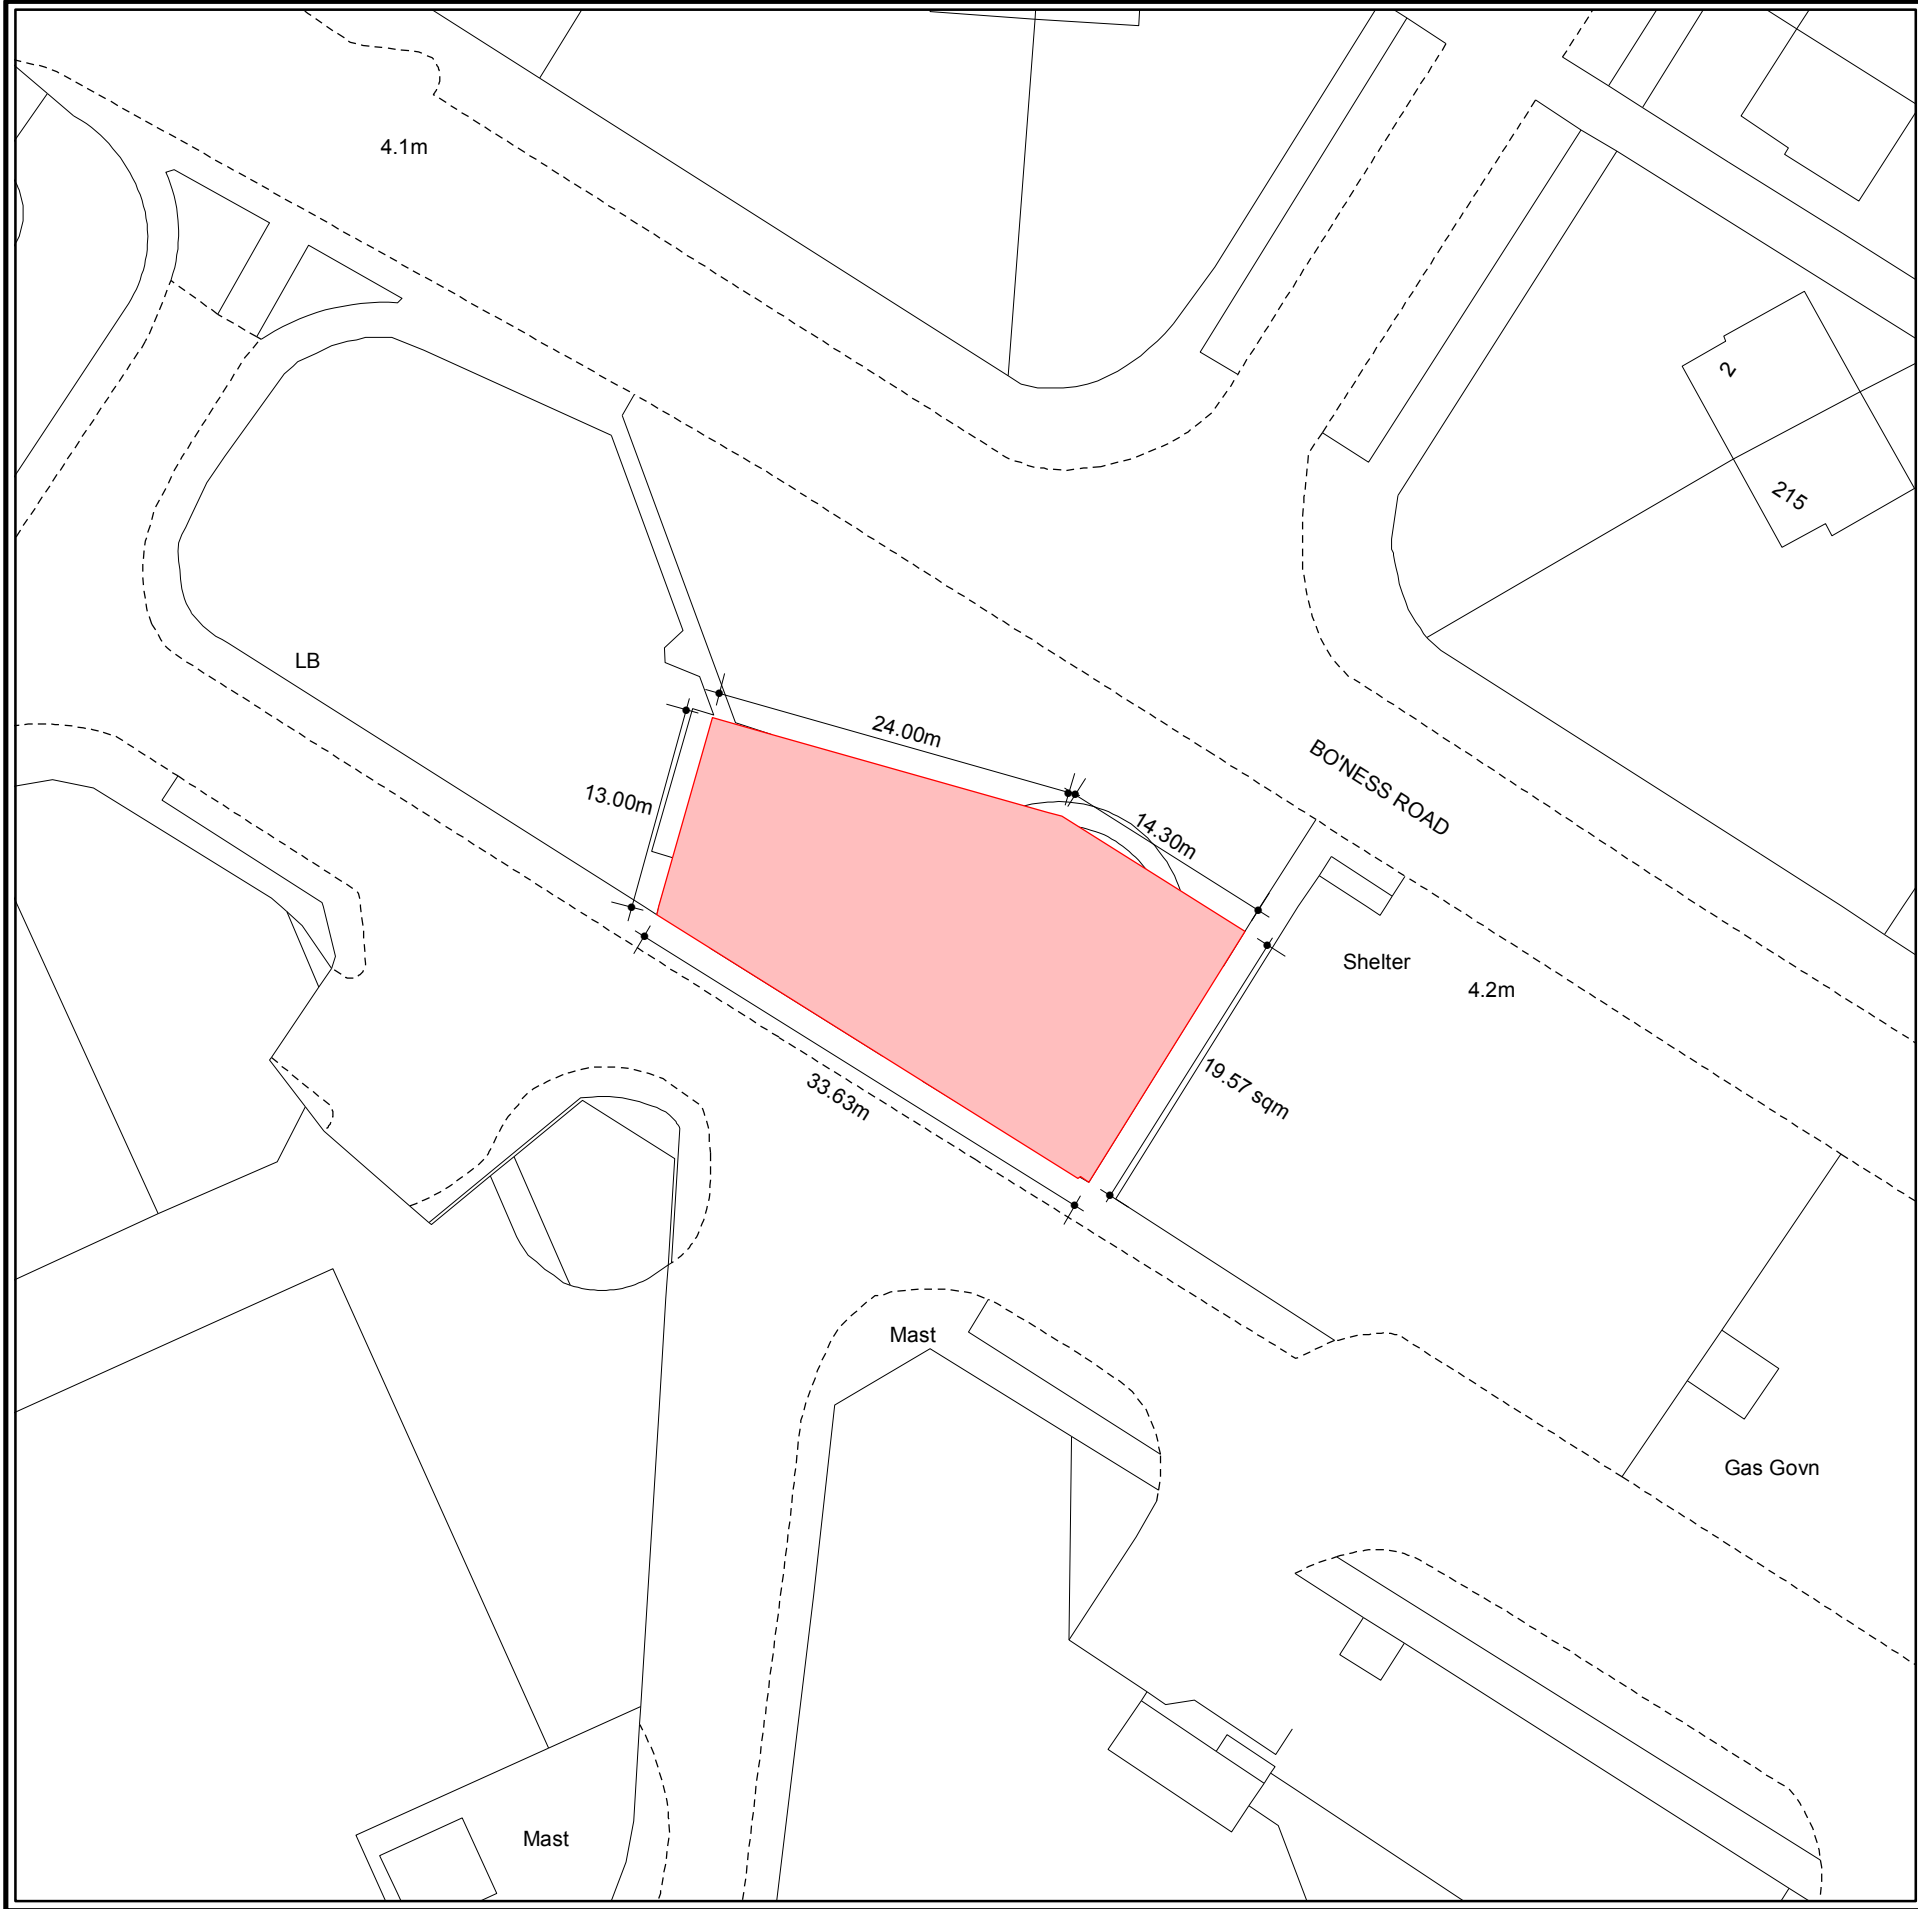 4.1m
2
215
LB
24.00m
BO'NESS ROAD
13.00m
14.30m
Shelter
4.2m
33.63m
19.57 sqm
Mast
Gas Govn
Mast